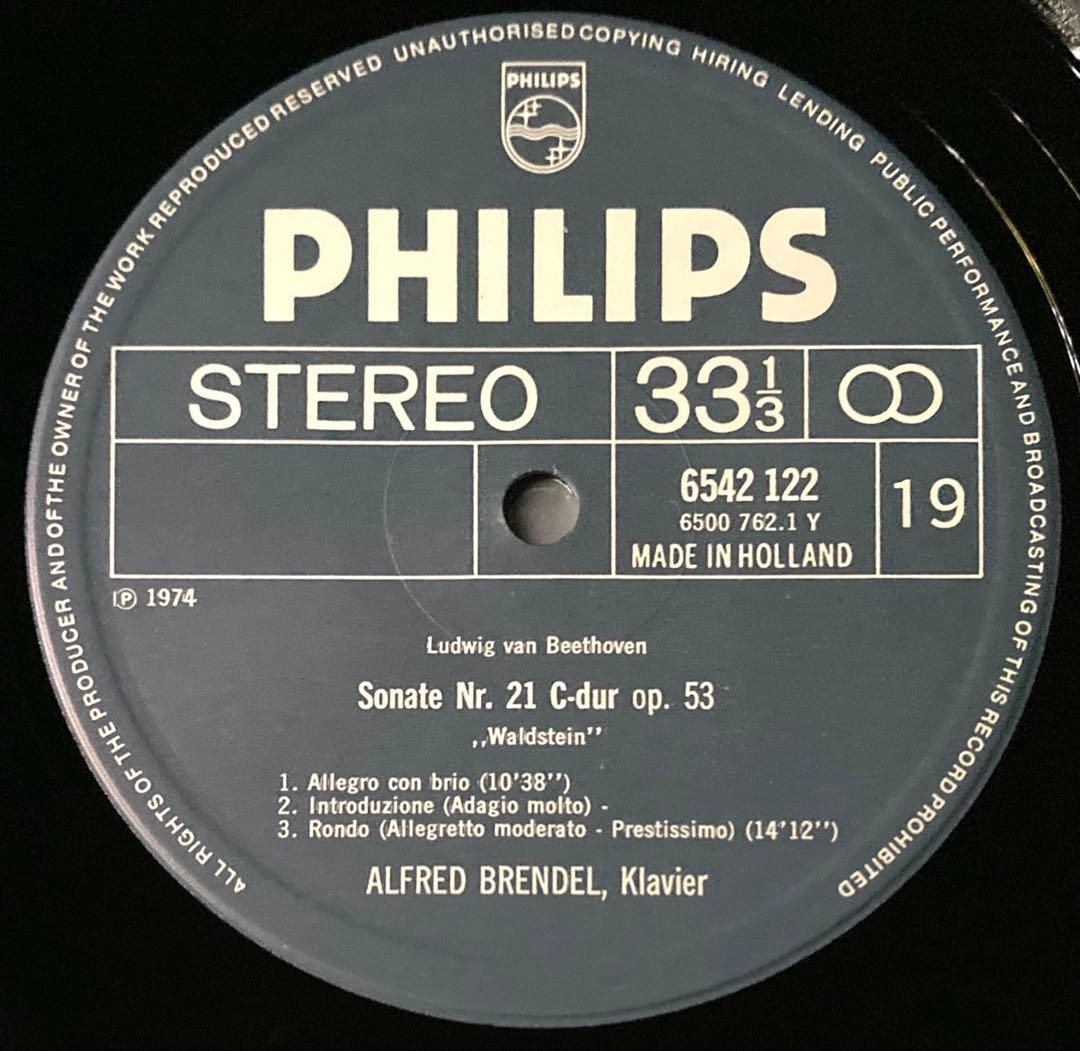 ALL RIGHTS OF THE PRODUCER AND OF THE OWNER OF THE WORK REPRODUCED RESERVED UNAUTHORISED COPYING HIRING LENDING PUBLIC PERFORMANCE AND BROADCASTING OF THIS RECORD PROHIBITED
PHILIPS
PHILIPS
STEREO 33 1/3
6542 122
6500 762.1 Y
MADE IN HOLLAND
19
℗ 1974
Ludwig van Beethoven
Sonate Nr. 21 C-dur op. 53
,,Waldstein''
1. Allegro con brio (10'38'')
2. Introduzione (Adagio molto) -
3. Rondo (Allegretto moderato - Prestissimo) (14'12'')
ALFRED BRENDEL, Klavier